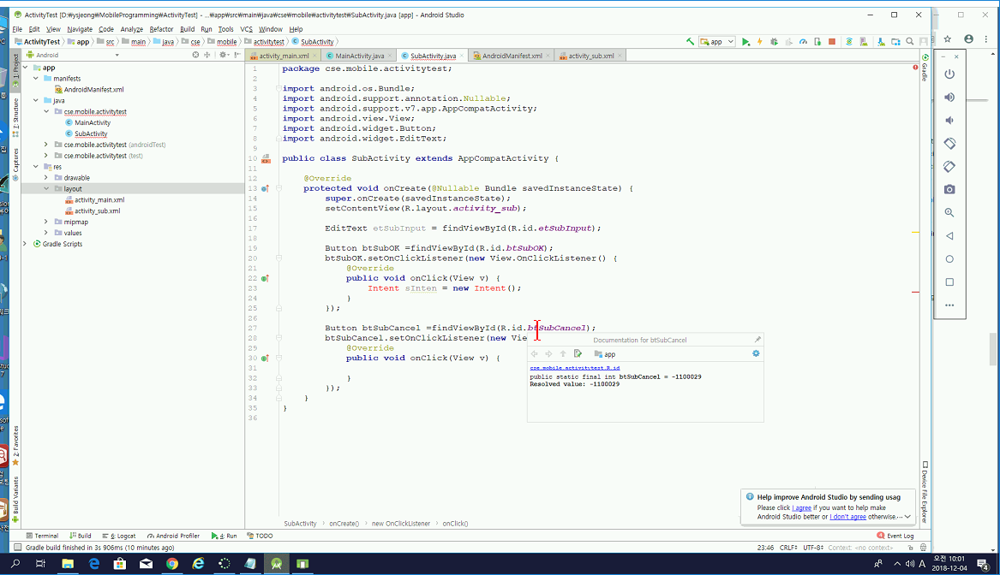 ActivityTest [D:₩ysjeong₩MobileProgramming₩ActivityTest] - ...₩app₩src₩main₩java₩cse₩mobile₩activitytest₩SubActivity.java [app] - Android Studio
File Edit View Navigate Code Analyze Refactor Build Run Tools VCS Window Help
ActivityTest app src main java cse mobile activitytest SubActivity
app
Android
activity_main.xml MainActivity.java SubActivity.java AndroidManifest.xml activity_sub.xml
1: Project
Z: Structure
Captures
2: Favorites
Build Variants
Gradle
Device File Explorer
app
manifests
AndroidManifest.xml
java
cse.mobile.activitytest
MainActivity
SubActivity
cse.mobile.activitytest (androidTest)
cse.mobile.activitytest (test)
res
drawable
layout
activity_main.xml
activity_sub.xml
mipmap
values
Gradle Scripts
1 package cse.mobile.activitytest;
2
3 import android.os.Bundle;
4 import android.support.annotation.Nullable;
5 import android.support.v7.app.AppCompatActivity;
6 import android.view.View;
7 import android.widget.Button;
8 import android.widget.EditText;
9
10 public class SubActivity extends AppCompatActivity {
11
12 @Override
13 protected void onCreate(@Nullable Bundle savedInstanceState) {
14 super.onCreate(savedInstanceState);
15 setContentView(R.layout.activity_sub);
16
17 EditText etSubInput = findViewById(R.id.etSubInput);
18
19 Button btSubOK =findViewById(R.id.btSubOK);
20 btSubOK.setOnClickListener(new View.OnClickListener() {
21 @Override
22 public void onClick(View v) {
23 Intent sInten = new Intent();
24 }
25 });
26
27 Button btSubCancel =findViewById(R.id.btSubCancel);
28 btSubCancel.setOnClickListener(new Vie
29 @Override
30 public void onClick(View v) {
31
32 }
33 });
34 }
35 }
36
Documentation for btSubCancel
app
cse.mobile.activitytest.R.id
public static final int btSubCancel = -1100029
Resolved value: -1100029
Help improve Android Studio by sending usag
Please click I agree if you want to help make
Android Studio better or I don't agree otherwise....
SubActivity onCreate() new OnClickListener onClick()
Terminal Build 6: Logcat Android Profiler 4: Run TODO
4 Event Log
Gradle build finished in 3s 906ms (10 minutes ago)
23:46 CRLF÷ UTF-8÷ Context: <no context>
A
오전 10:01
2018-12-04
4